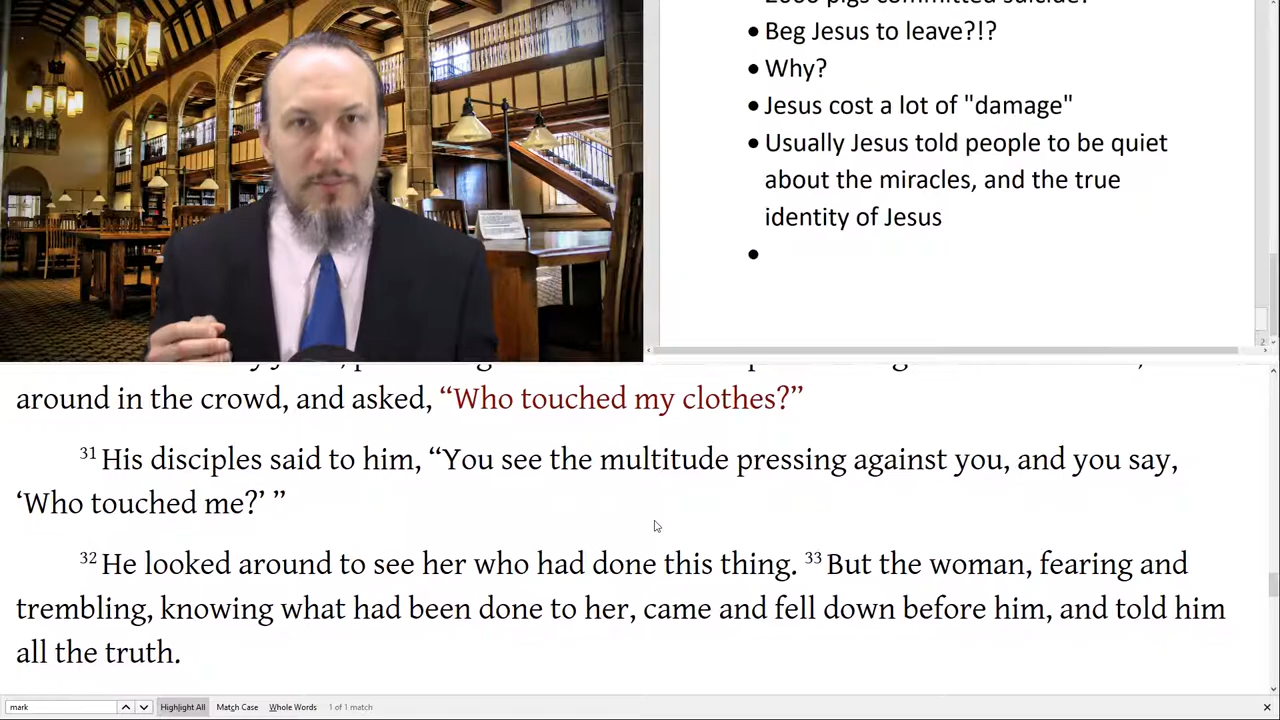 2000 pigs committed suicide?
• Beg Jesus to leave?!?
• Why?
• Jesus cost a lot of "damage"
• Usually Jesus told people to be quiet
about the miracles, and the true
identity of Jesus
•
around in the crowd, and asked, “Who touched my clothes?”
31 His disciples said to him, “You see the multitude pressing against you, and you say,
‘Who touched me?’ ”
32 He looked around to see her who had done this thing. 33 But the woman, fearing and
trembling, knowing what had been done to her, came and fell down before him, and told him
all the truth.
mark Highlight All Match Case Whole Words 1 of 1 match